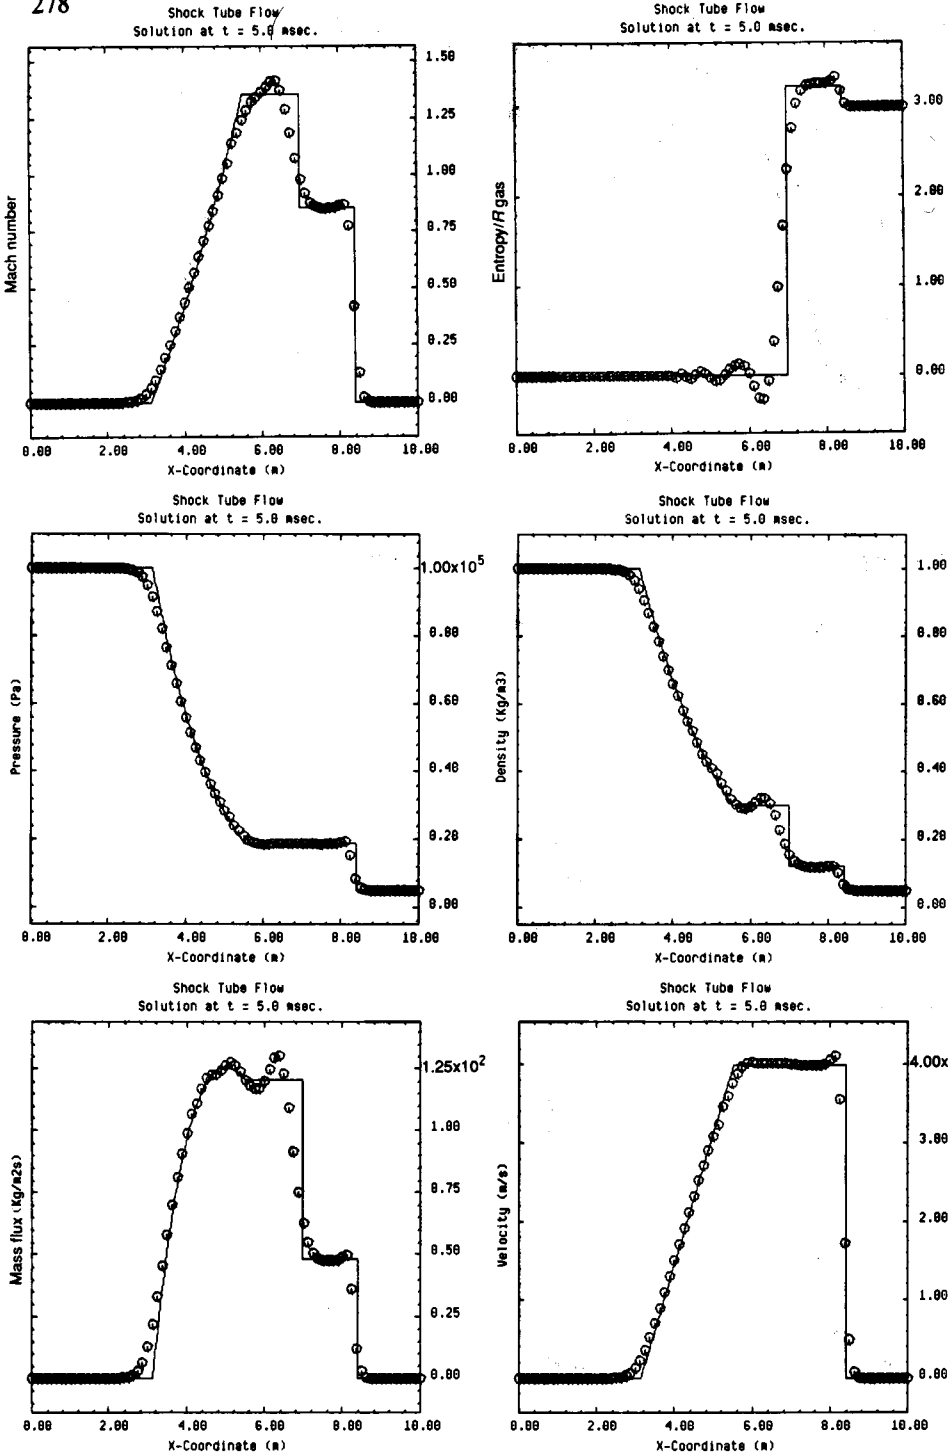 278
Shock Tube Flow
Solution at t = 5.0 msec.
1.50
1.25
1.00
0.75
0.50
0.25
0.00
Mach number
0.00 2.00 4.00 6.00 8.00 10.00
X-Coordinate (m)
Shock Tube Flow
Solution at t = 5.0 msec.
3.00
2.00
1.00
0.00
Entropy/R gas
0.00 2.00 4.00 6.00 8.00 10.00
X-Coordinate (m)
Shock Tube Flow
Solution at t = 5.0 msec.
1.00x10⁵
0.80
0.60
0.40
0.20
0.00
Pressure (Pa)
0.00 2.00 4.00 6.00 8.00 10.00
X-Coordinate (m)
Shock Tube Flow
Solution at t = 5.0 msec.
1.00
0.80
0.60
0.40
0.20
0.00
Density (Kg/m3)
0.00 2.00 4.00 6.00 8.00 10.00
X-Coordinate (m)
Shock Tube Flow
Solution at t = 5.0 msec.
1.25x10²
1.00
0.75
0.50
0.25
0.00
Mass flux (Kg/m2s)
0.00 2.00 4.00 6.00 8.00 10.00
X-Coordinate (m)
Shock Tube Flow
Solution at t = 5.0 msec.
4.00x
3.00
2.00
1.00
0.00
Velocity (m/s)
0.00 2.00 4.00 6.00 8.00 10.00
X-Coordinate (m)